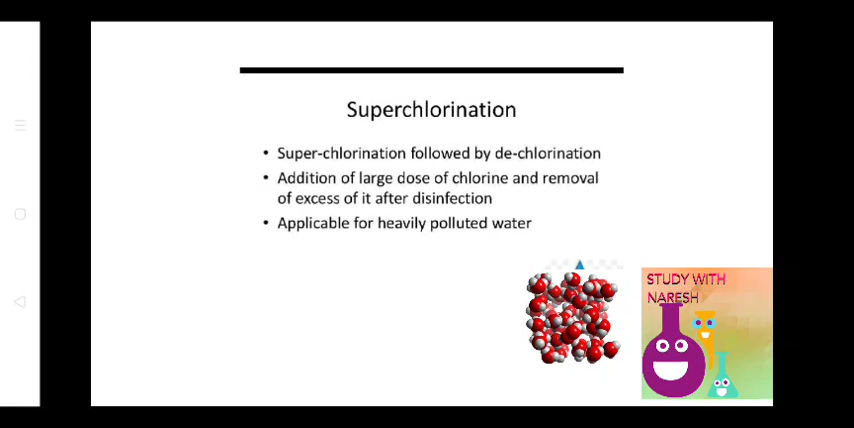 Superchlorination
• Super-chlorination followed by de-chlorination
• Addition of large dose of chlorine and removal
of excess of it after disinfection
• Applicable for heavily polluted water
STUDY WITH
NARESH